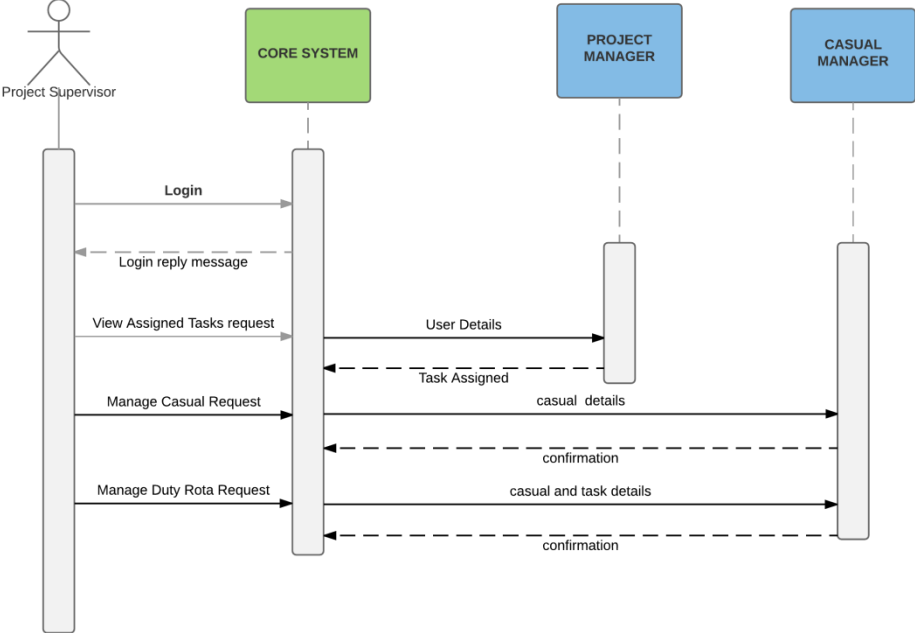 PROJECT
MANAGER
CASUAL
MANAGER
CORE SYSTEM
Project Supervisor
Login
Login reply message
View Assigned Tasks request
User Details
Task Assigned
Manage Casual Request
casual details
confirmation
Manage Duty Rota Request
casual and task details
confirmation